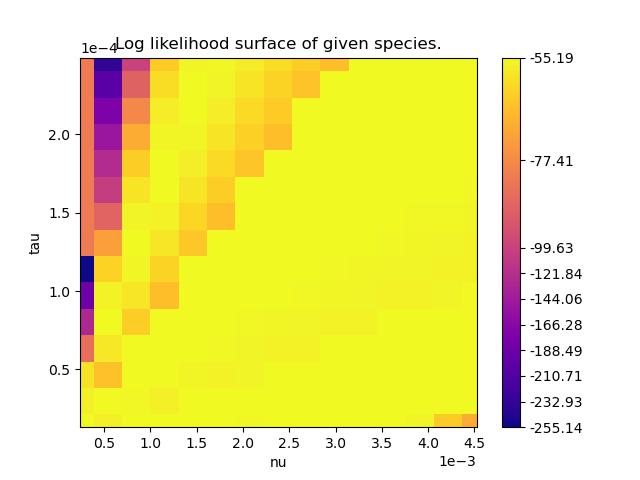 1e−4
Log likelihood surface of given species.
2.0
1.5
1.0
0.5
tau
0.5 1.0 1.5 2.0 2.5 3.0 3.5 4.0 4.5
1e−3
nu
-55.19
-77.41
-99.63
-121.84
-144.06
-166.28
-188.49
-210.71
-232.93
-255.14